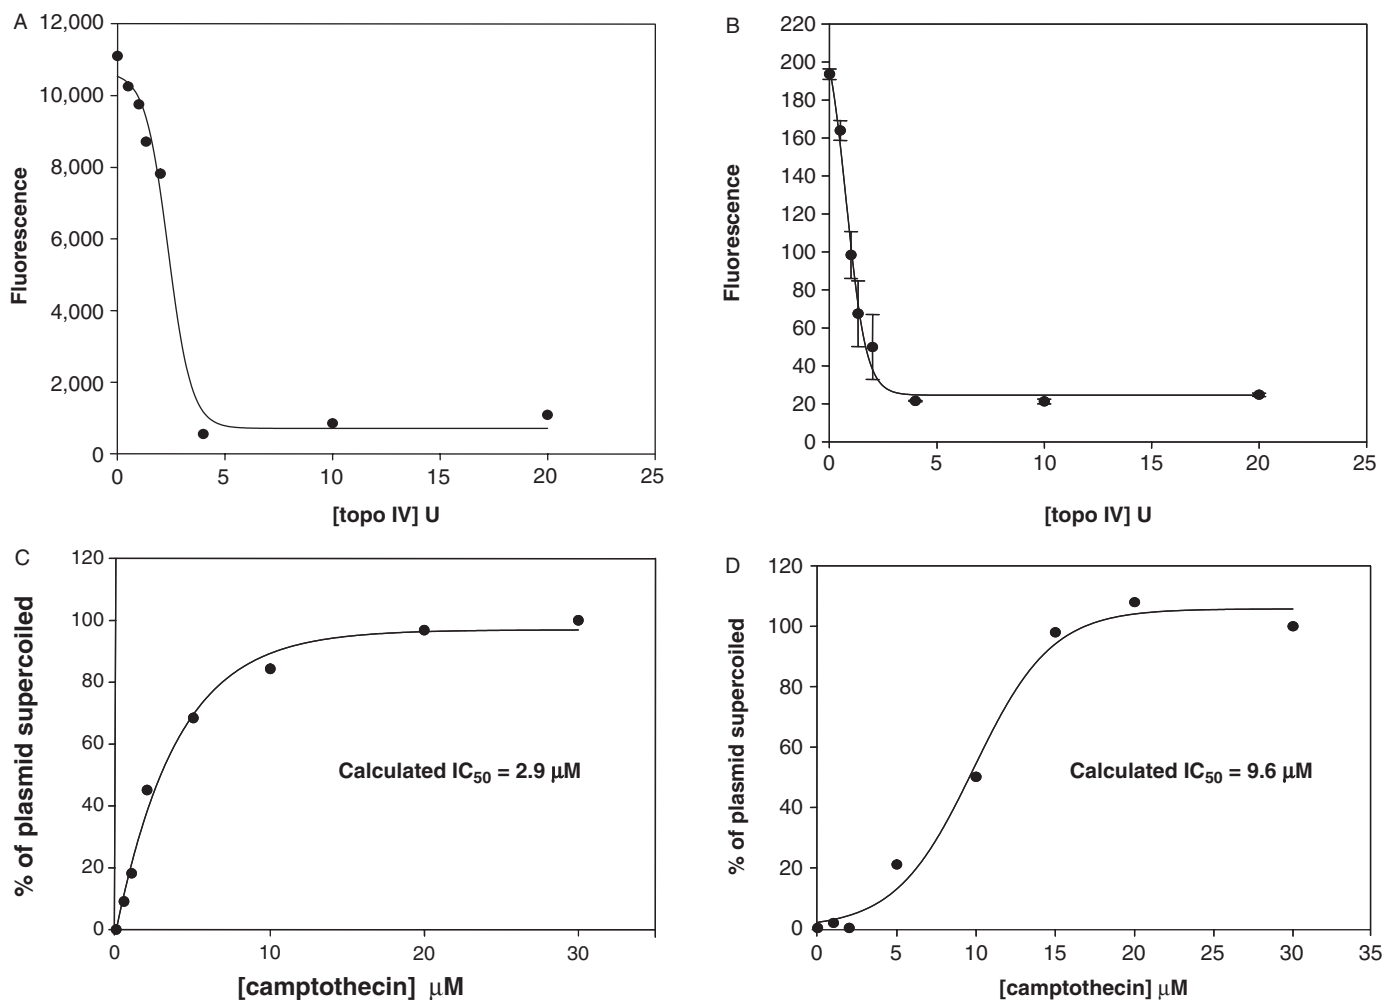 A
12,000
10,000
8,000
6,000
4,000
2,000
0
Fluorescence
0 5 10 15 20 25
[topo IV] U
B
220
200
180
160
140
120
100
80
60
40
20
0
Fluorescence
0 5 10 15 20 25
[topo IV] U
C
120
100
80
60
40
20
0
% of plasmid supercoiled
Calculated IC50 = 2.9 μM
0 10 20 30
[camptothecin] μM
D
120
100
80
60
40
20
0
% of plasmid supercoiled
Calculated IC50 = 9.6 μM
0 5 10 15 20 25 30 35
[camptothecin] μM